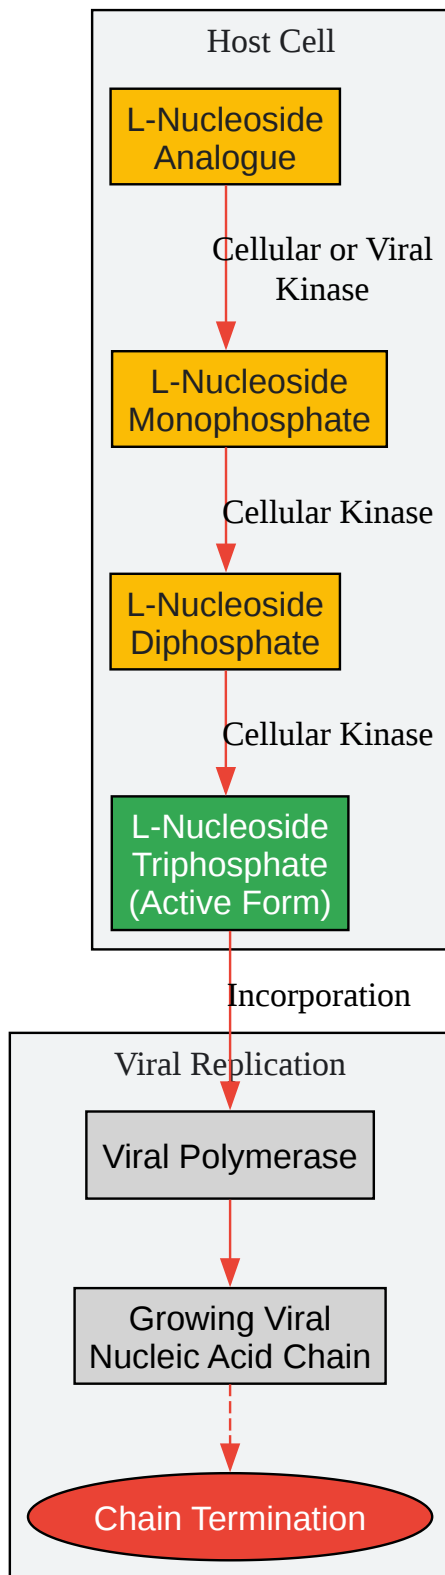 Host Cell
L-Nucleoside
Analogue
Cellular or Viral
Kinase
L-Nucleoside
Monophosphate
Cellular Kinase
L-Nucleoside
Diphosphate
Cellular Kinase
L-Nucleoside
Triphosphate
(Active Form)
Incorporation
Viral Replication
Viral Polymerase
Growing Viral
Nucleic Acid Chain
Chain Termination